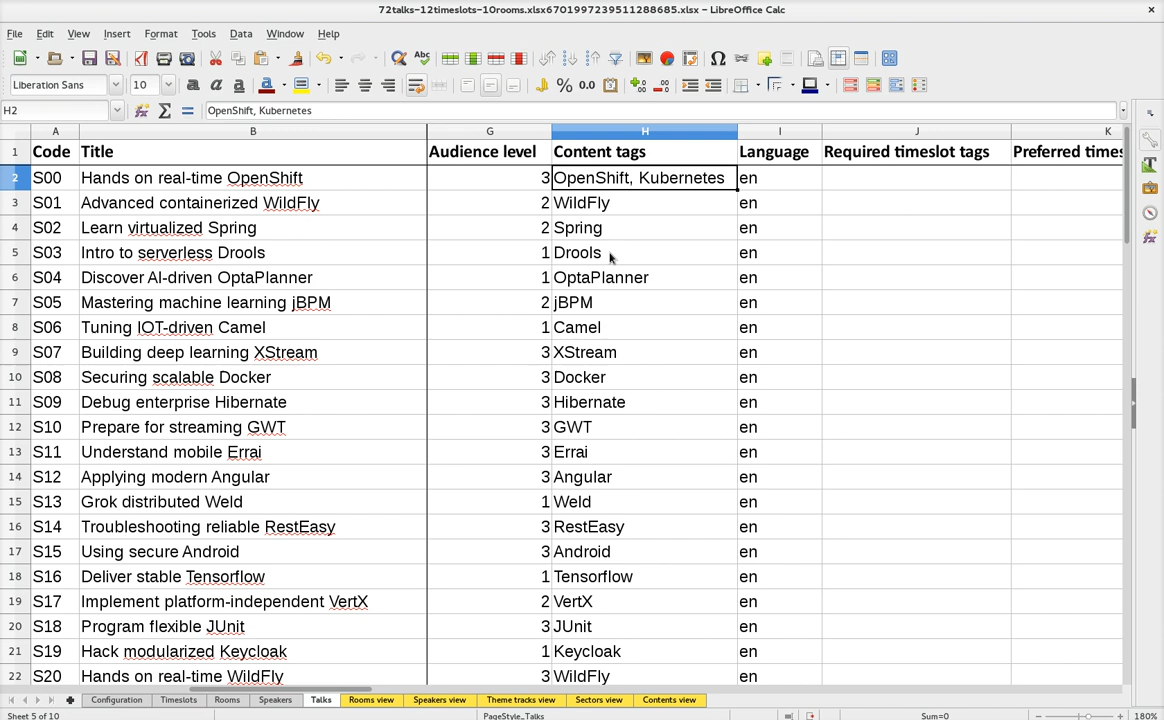 72talks-12timeslots-10rooms.xlsx6701997239511288685.xlsx – LibreOffice Calc
File Edit View Insert Format Tools Data Window Help
Liberation Sans 10
H2 OpenShift, Kubernetes
A B G H I J K
1 Code Title Audience level Content tags Language Required timeslot tags Preferred times
2 S00 Hands on real-time OpenShift 3 OpenShift, Kubernetes en
3 S01 Advanced containerized WildFly 2 WildFly en
4 S02 Learn virtualized Spring 2 Spring en
5 S03 Intro to serverless Drools 1 Drools en
6 S04 Discover AI-driven OptaPlanner 1 OptaPlanner en
7 S05 Mastering machine learning jBPM 2 jBPM en
8 S06 Tuning IOT-driven Camel 1 Camel en
9 S07 Building deep learning XStream 3 XStream en
10 S08 Securing scalable Docker 3 Docker en
11 S09 Debug enterprise Hibernate 3 Hibernate en
12 S10 Prepare for streaming GWT 3 GWT en
13 S11 Understand mobile Errai 3 Errai en
14 S12 Applying modern Angular 3 Angular en
15 S13 Grok distributed Weld 1 Weld en
16 S14 Troubleshooting reliable RestEasy 3 RestEasy en
17 S15 Using secure Android 3 Android en
18 S16 Deliver stable Tensorflow 1 Tensorflow en
19 S17 Implement platform-independent VertX 2 VertX en
20 S18 Program flexible JUnit 3 JUnit en
21 S19 Hack modularized Keycloak 1 Keycloak en
22 S20 Hands on real-time WildFly 3 WildFly en
Configuration Timeslots Rooms Speakers Talks Rooms view Speakers view Theme tracks view Sectors view Contents view
Sheet 5 of 10 PageStyle_Talks Sum=0 180%